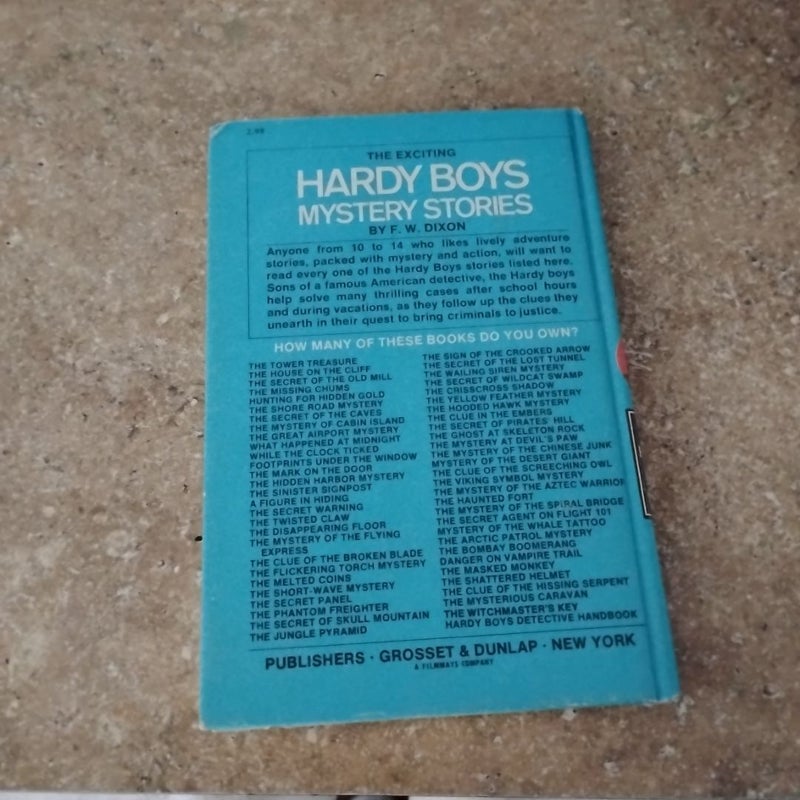 2.95
THE EXCITING
HARDY BOYS
MYSTERY STORIES
BY F. W. DIXON
Anyone from 10 to 14 who likes lively adventure
stories, packed with mystery and action, will want to
read every one of the Hardy Boys stories listed here.
Sons of a famous American detective, the Hardy boys
help solve many thrilling cases after school hours
and during vacations, as they follow up the clues they
unearth in their quest to bring criminals to justice.
HOW MANY OF THESE BOOKS DO YOU OWN?
THE TOWER TREASURE
THE HOUSE ON THE CLIFF
THE SECRET OF THE OLD MILL
THE MISSING CHUMS
HUNTING FOR HIDDEN GOLD
THE SHORE ROAD MYSTERY
THE SECRET OF THE CAVES
THE MYSTERY OF CABIN ISLAND
THE GREAT AIRPORT MYSTERY
WHAT HAPPENED AT MIDNIGHT
WHILE THE CLOCK TICKED
FOOTPRINTS UNDER THE WINDOW
THE MARK ON THE DOOR
THE HIDDEN HARBOR MYSTERY
THE SINISTER SIGNPOST
A FIGURE IN HIDING
THE SECRET WARNING
THE TWISTED CLAW
THE DISAPPEARING FLOOR
THE MYSTERY OF THE FLYING
EXPRESS
THE CLUE OF THE BROKEN BLADE
THE FLICKERING TORCH MYSTERY
THE MELTED COINS
THE SHORT-WAVE MYSTERY
THE SECRET PANEL
THE PHANTOM FREIGHTER
THE SECRET OF SKULL MOUNTAIN
THE JUNGLE PYRAMID
THE SIGN OF THE CROOKED ARROW
THE SECRET OF THE LOST TUNNEL
THE WAILING SIREN MYSTERY
THE SECRET OF WILDCAT SWAMP
THE CRISSCROSS SHADOW
THE YELLOW FEATHER MYSTERY
THE HOODED HAWK MYSTERY
THE CLUE IN THE EMBERS
THE SECRET OF PIRATES' HILL
THE GHOST AT SKELETON ROCK
THE MYSTERY AT DEVIL'S PAW
THE MYSTERY OF THE CHINESE JUNK
MYSTERY OF THE DESERT GIANT
THE CLUE OF THE SCREECHING OWL
THE VIKING SYMBOL MYSTERY
THE MYSTERY OF THE AZTEC WARRIOR
THE HAUNTED FORT
THE MYSTERY OF THE SPIRAL BRIDGE
THE SECRET AGENT ON FLIGHT 101
MYSTERY OF THE WHALE TATTOO
THE ARCTIC PATROL MYSTERY
THE BOMBAY BOOMERANG
DANGER ON VAMPIRE TRAIL
THE MASKED MONKEY
THE SHATTERED HELMET
THE CLUE OF THE HISSING SERPENT
THE MYSTERIOUS CARAVAN
THE WITCHMASTER'S KEY
HARDY BOYS DETECTIVE HANDBOOK
PUBLISHERS · GROSSET & DUNLAP · NEW YORK
A FILMWAYS COMPANY